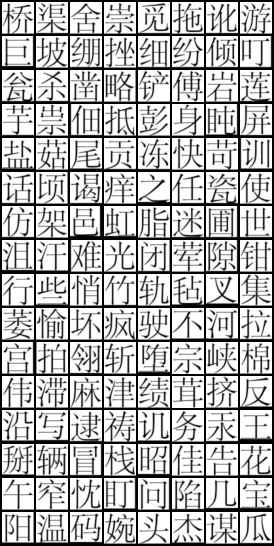 桥渠舍崇觅拖讹游
巨坡绷挫细纷倾叮
瓮杀凿略铲傅岩莲
芋祟佃抵彭身盹屏
盐菇尾贡冻快苛训
话顷谒痒之任瓷使
仿架邑虹脂迷圃世
沮汗难光闭荤隙钳
行些悄竹轨毡叉集
萎愉坏疯驶不河拉
宫拍翎斩堕宗峡棉
伟滞麻津绩茸挤反
沿写逮祷讥务汞王
掰辆冒栈昭佳告花
午窄忱盯问陷几宝
阳温码婉头杰谋瓜